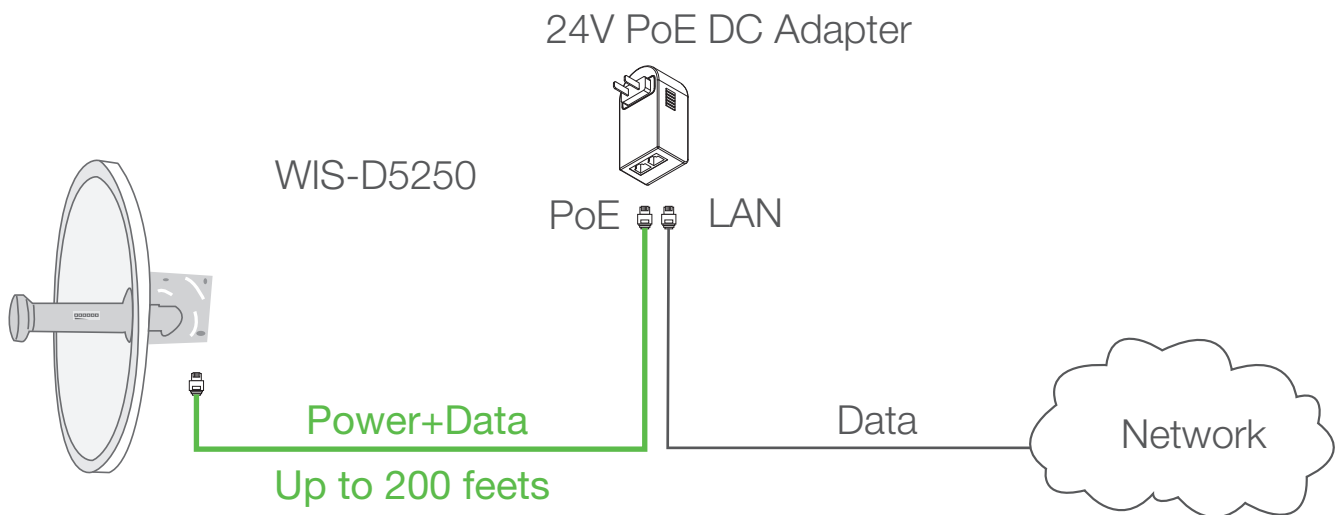 24V PoE DC Adapter
WIS-D5250
PoE LAN
Power+Data
Data
Network
Up to 200 feets